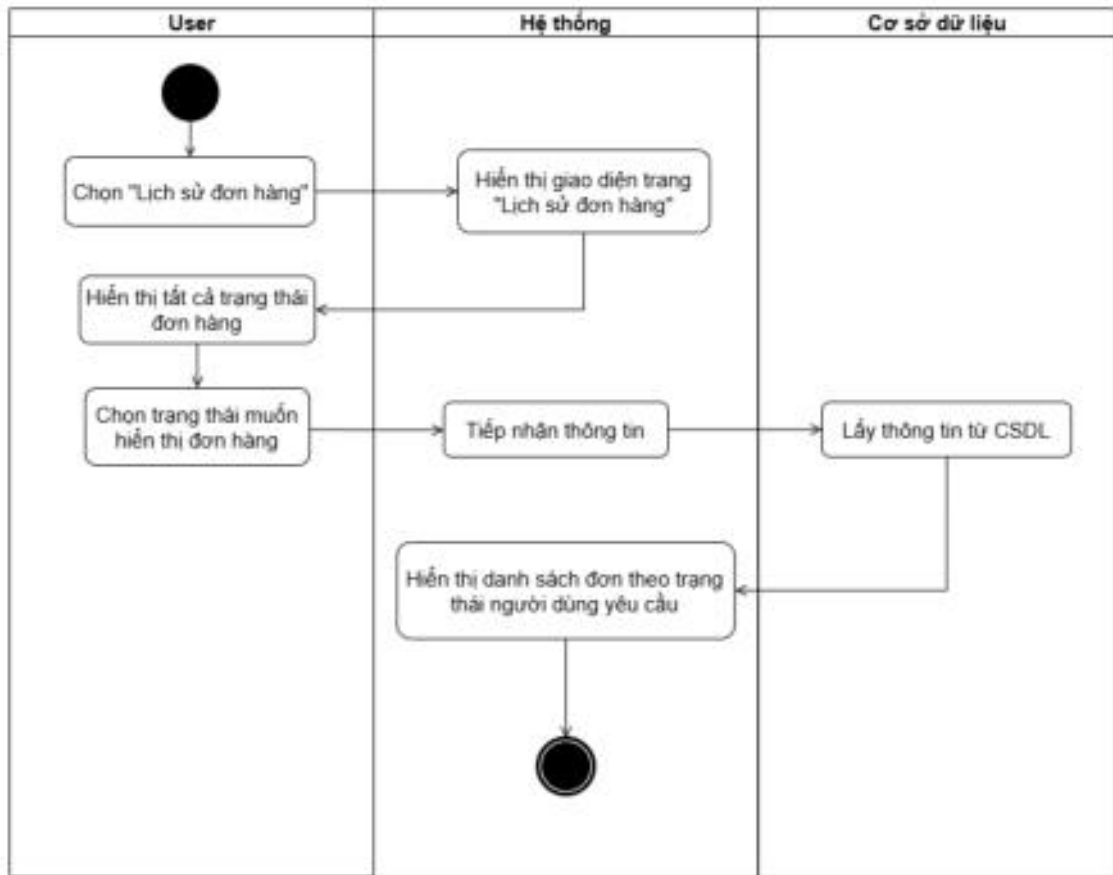 User
Hệ thống
Cơ sở dữ liệu
Chọn "Lịch sử đơn hàng"
Hiển thị giao diện trang
"Lịch sử đơn hàng"
Hiển thị tất cả trạng thái
đơn hàng
Chọn trạng thái muốn
hiển thị đơn hàng
Tiếp nhận thông tin
Lấy thông tin từ CSDL
Hiển thị danh sách đơn theo trạng
thái người dùng yêu cầu